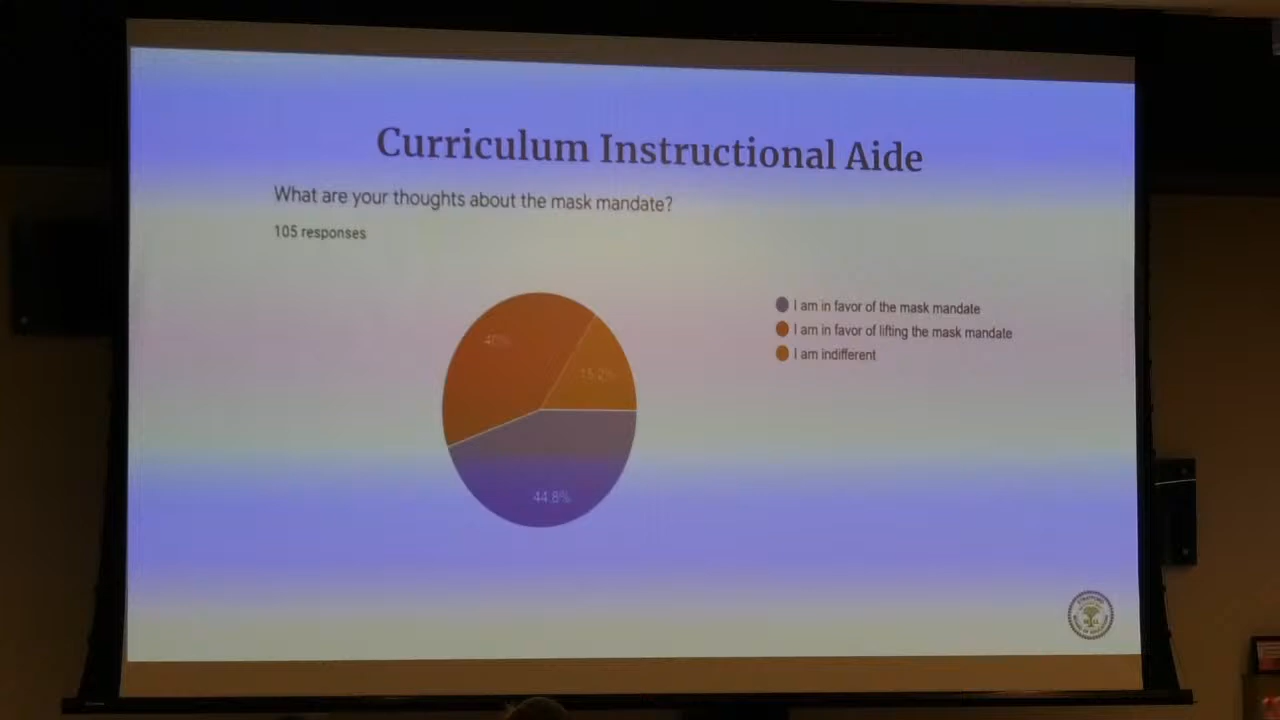 Curriculum Instructional Aide
What are your thoughts about the mask mandate?
105 responses
I am in favor of the mask mandate
I am in favor of lifting the mask mandate
I am indifferent
40%
15.2%
44.8%